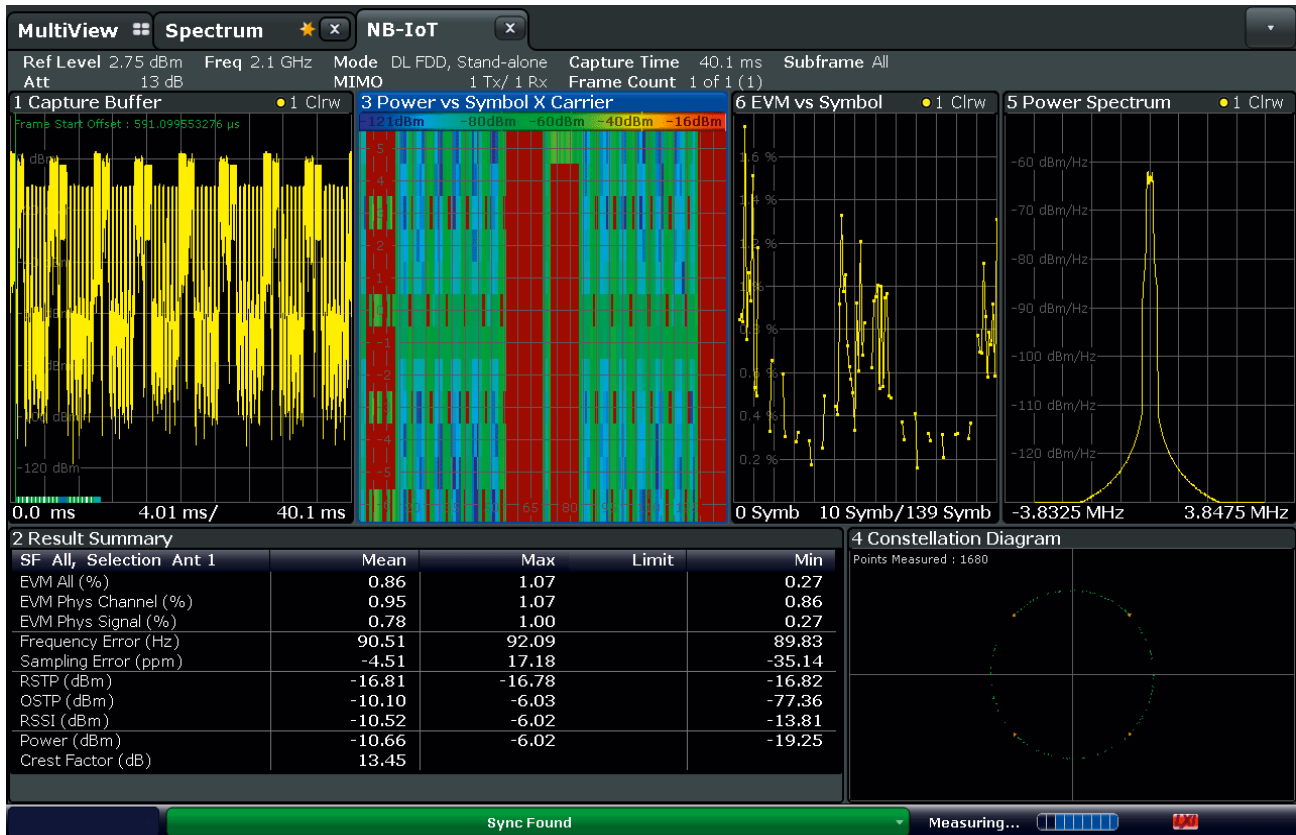 MultiView Spectrum X NB-IoT X
Ref Level 2.75 dBm Freq 2.1 GHz Mode DL FDD, Stand-alone Capture Time 40.1 ms Subframe All
Att 13 dB MIMO 1 Tx/ 1 Rx Frame Count 1 of 1 (1)
1 Capture Buffer 1 Clrw
Frame Start Offset : 591.099553276 µs
-120 dBm
0.0 ms 4.01 ms/ 40.1 ms
3 Power vs Symbol X Carrier
-121dBm -80dBm -60dBm -40dBm -16dBm
5
4
2
1
-1
-2
-4
-5
65 80
6 EVM vs Symbol 1 Clrw
1.6 %
1.4 %
1.2 %
1 %
0.8 %
0.6 %
0.4 %
0.2 %
0 Symb 10 Symb/139 Symb
5 Power Spectrum 1 Clrw
-60 dBm/Hz
-70 dBm/Hz
-80 dBm/Hz
-90 dBm/Hz
-100 dBm/Hz
-110 dBm/Hz
-120 dBm/Hz
-3.8325 MHz 3.8475 MHz
2 Result Summary
SF All, Selection Ant 1 Mean Max Limit Min
EVM All (%) 0.86 1.07 0.27
EVM Phys Channel (%) 0.95 1.07 0.86
EVM Phys Signal (%) 0.78 1.00 0.27
Frequency Error (Hz) 90.51 92.09 89.83
Sampling Error (ppm) -4.51 17.18 -35.14
RSTP (dBm) -16.81 -16.78 -16.82
OSTP (dBm) -10.10 -6.03 -77.36
RSSI (dBm) -10.52 -6.02 -13.81
Power (dBm) -10.66 -6.02 -19.25
Crest Factor (dB) 13.45
4 Constellation Diagram
Points Measured : 1680
Sync Found Measuring...